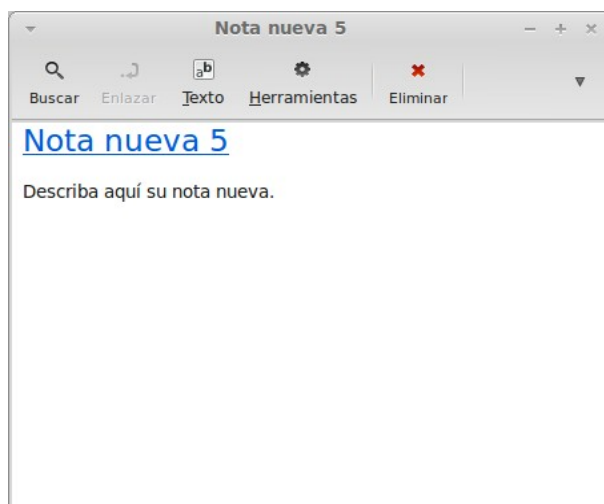 Nota nueva 5
Buscar Enlazar Texto Herramientas Eliminar
Nota nueva 5
Describa aquí su nota nueva.